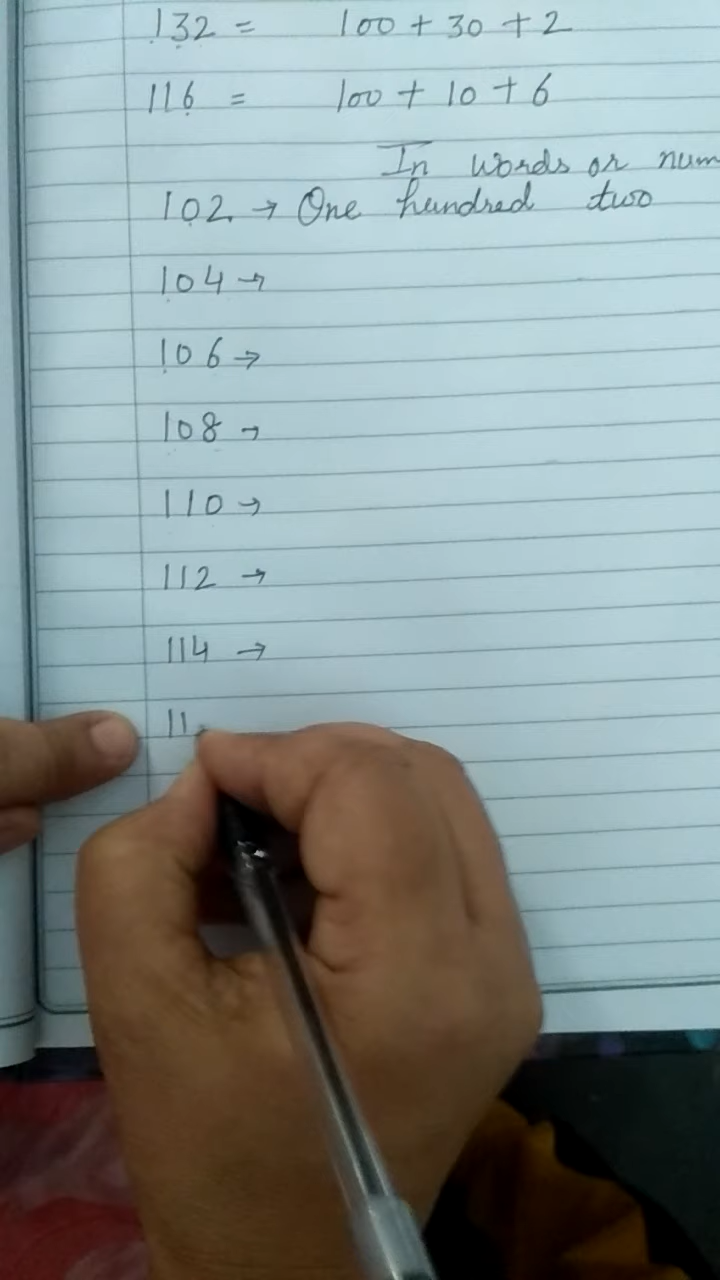 132 = 100 + 30 + 2
116 = 100 + 10 + 6
In words or num
102 → One hundred two
104 →
106 →
108 →
110 →
112 →
114 →
11